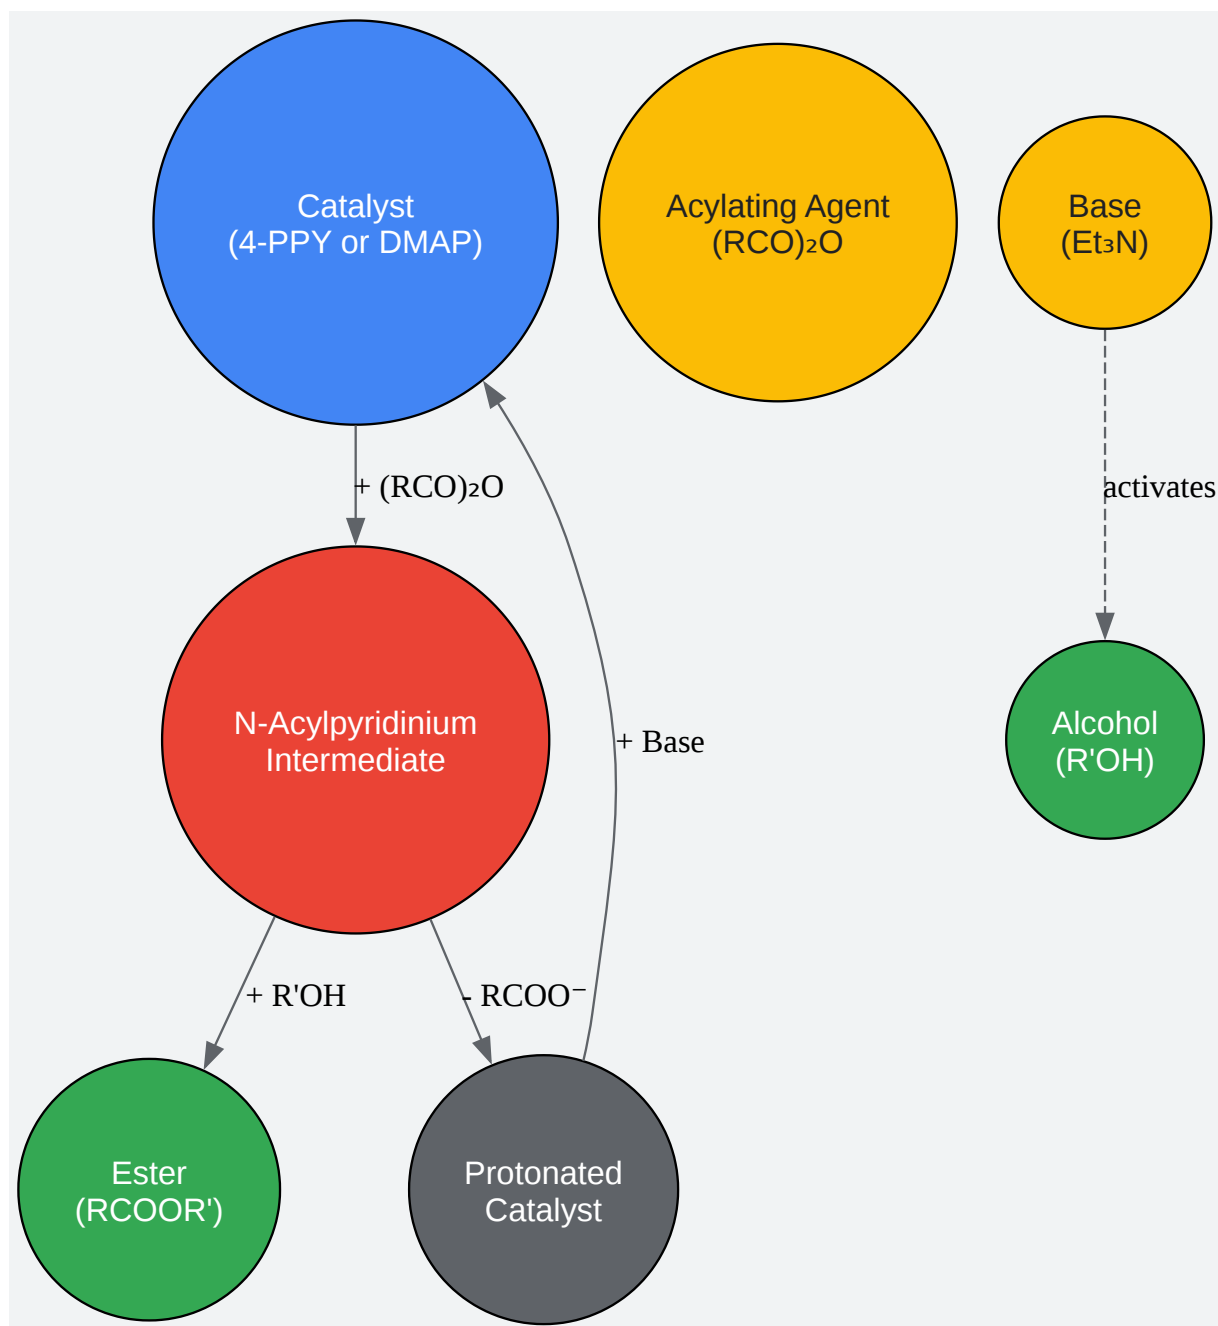 Catalyst
(4-PPY or DMAP)
Acylating Agent
(RCO)₂O
Base
(Et₃N)
+ (RCO)₂O
activates
N-Acylpyridinium
Intermediate
+ Base
Alcohol
(R'OH)
+ R'OH
- RCOO⁻
Ester
(RCOOR')
Protonated
Catalyst